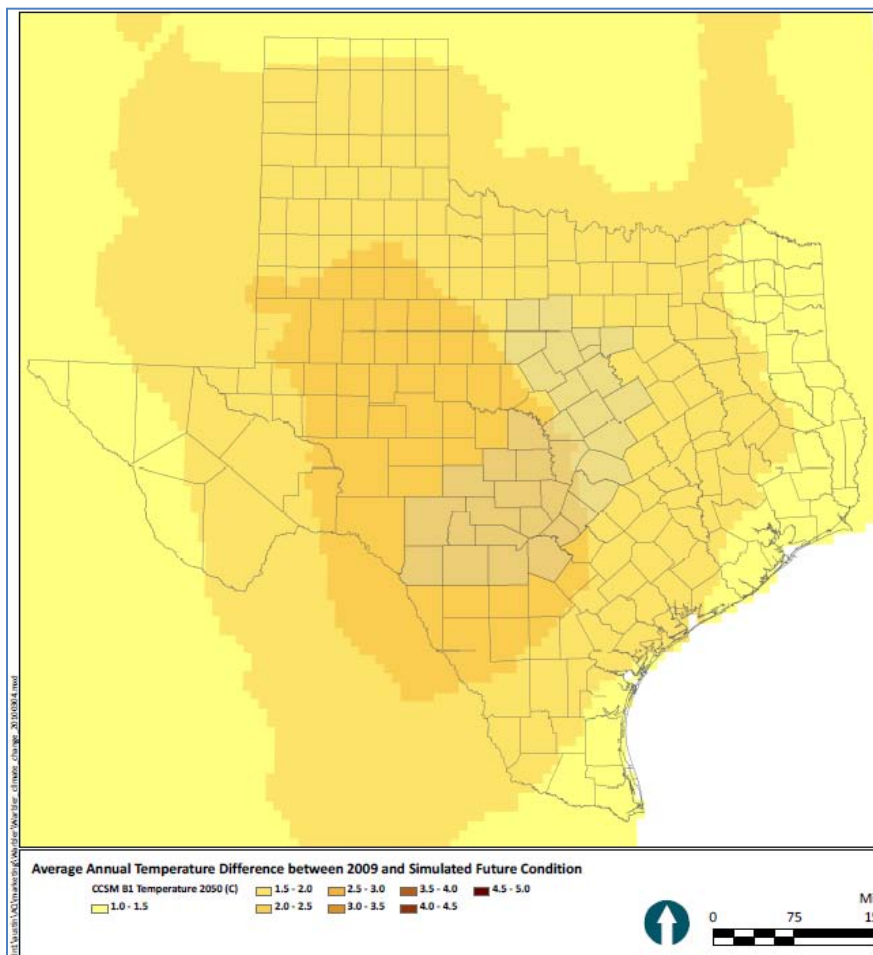 Average Annual Temperature Difference between 2009 and Simulated Future Condition
CCSM B1 Temperature 2050 (C)
1.0 - 1.5
1.5 - 2.0
2.0 - 2.5
2.5 - 3.0
3.0 - 3.5
3.5 - 4.0
4.0 - 4.5
4.5 - 5.0
Mi
0 75 15